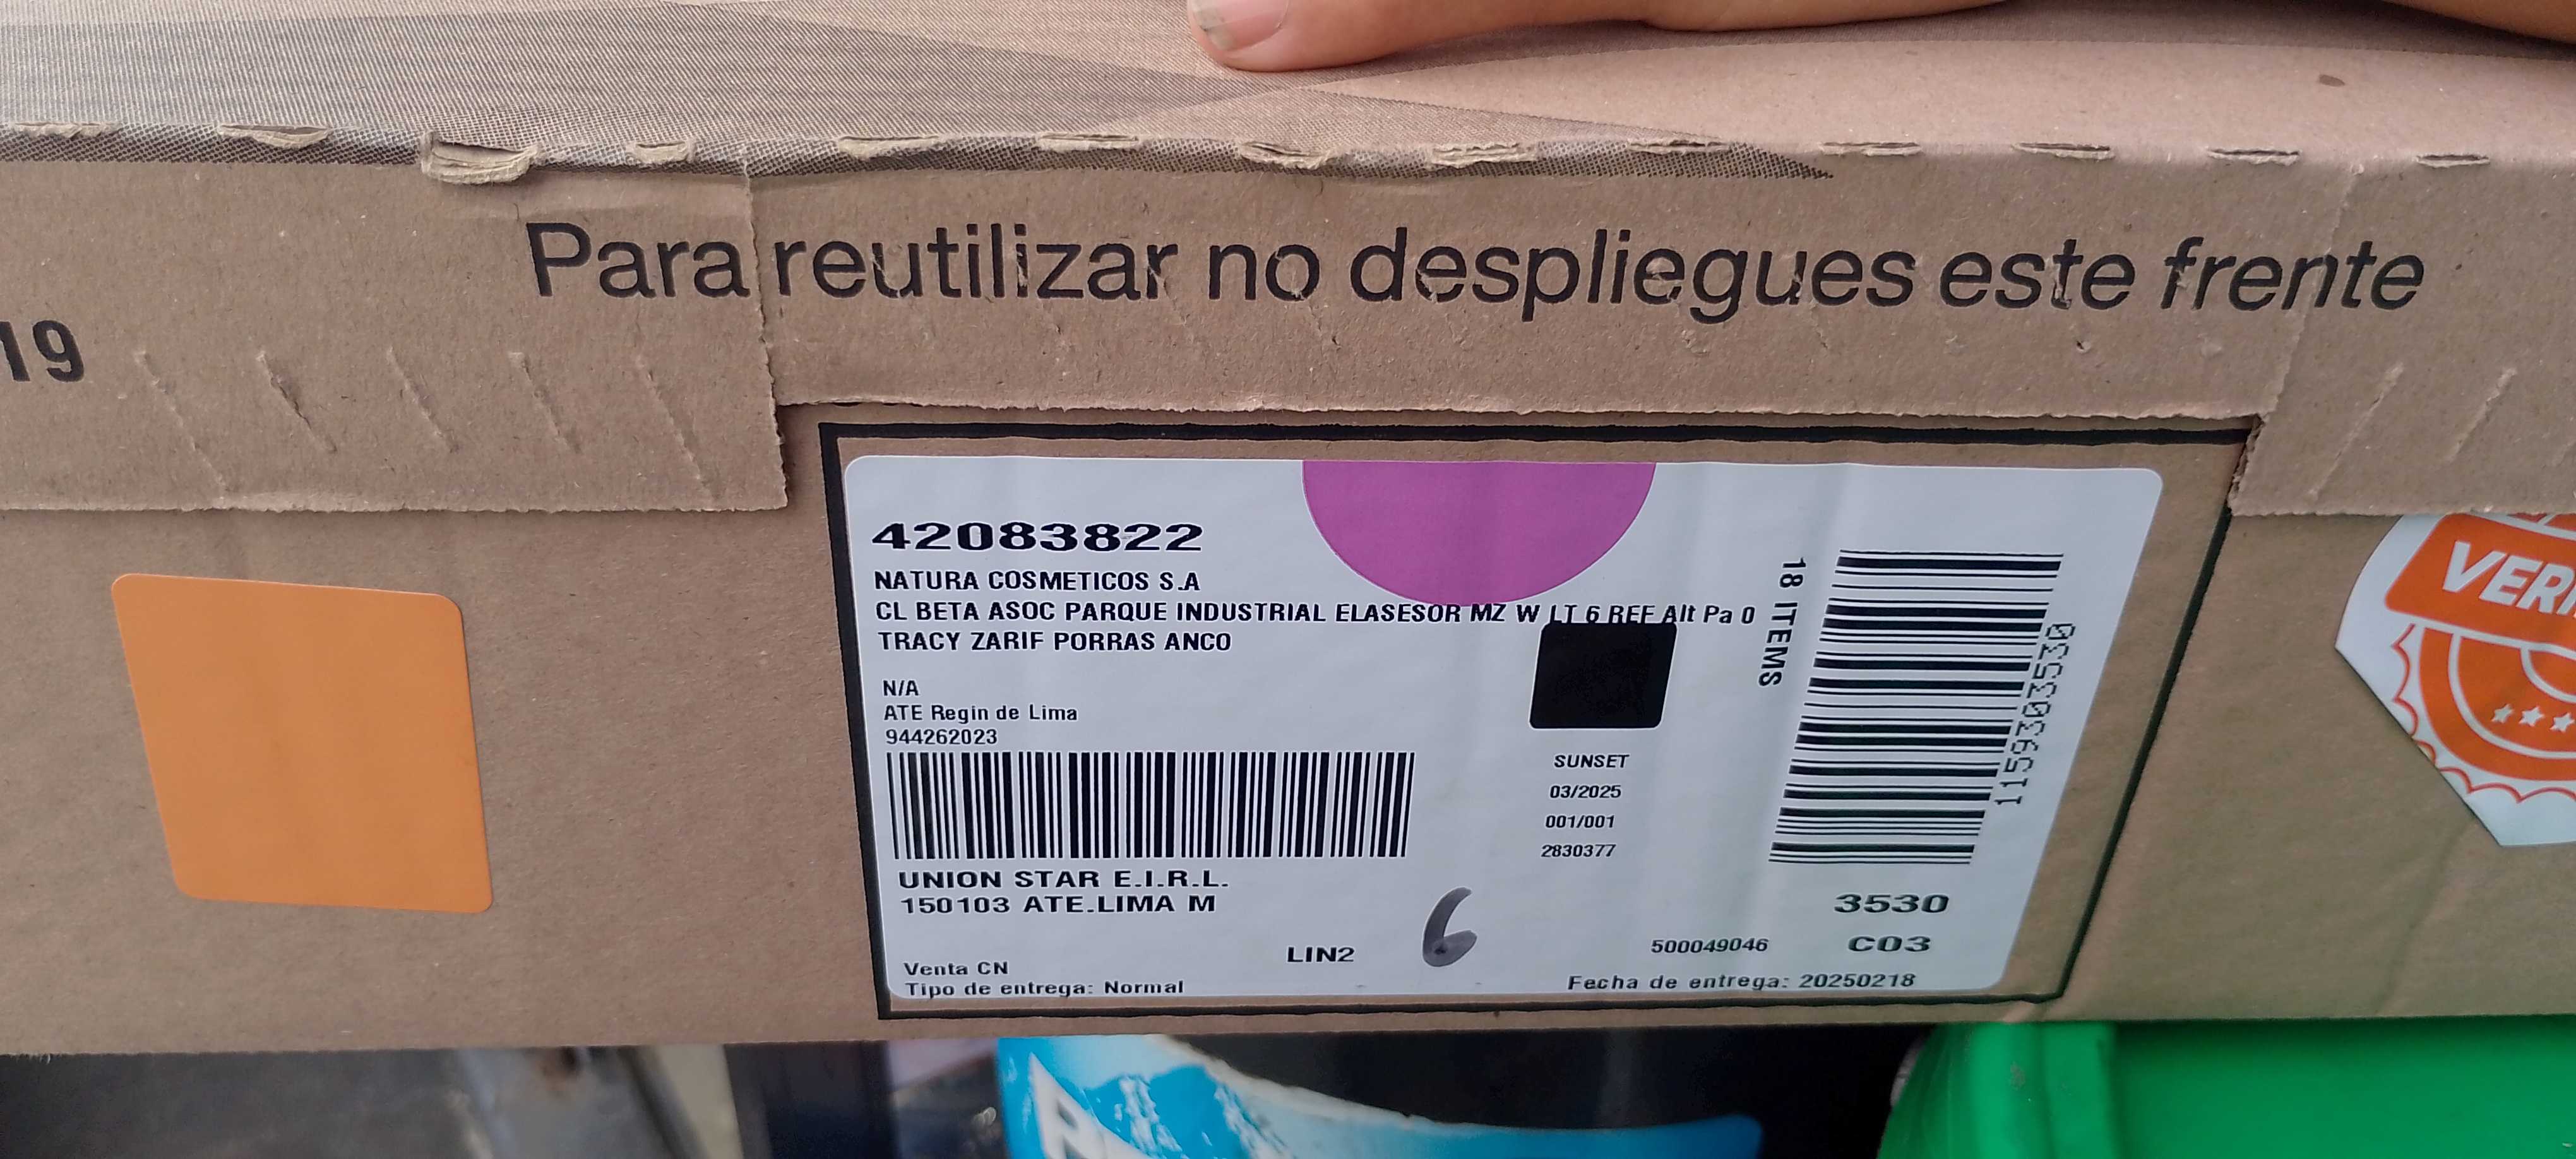 Para reutilizar no despliegues este frente
19
42083822
NATURA COSMETICOS S.A
CL BETA ASOC PARQUE INDUSTRIAL ELASESOR MZ W LT 6 REF Alt Pa 0
TRACY ZARIF PORRAS ANCO
N/A
ATE Regin de Lima
944262023
SUNSET
03/2025
001/001
2830377
UNION STAR E.I.R.L.
150103 ATE.LIMA M
LIN2
6
Venta CN
Tipo de entrega: Normal
18 ITEMS
1159303530
3530
500049046
C03
Fecha de entrega: 20250218